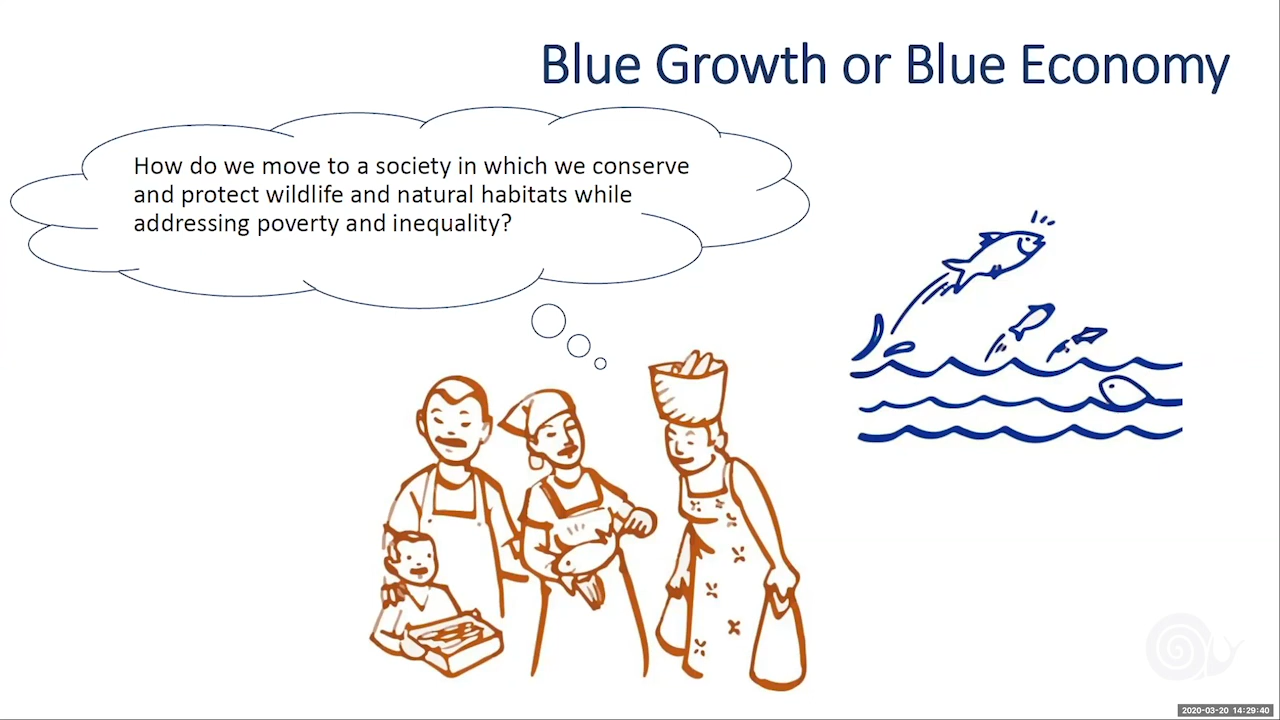 Blue Growth or Blue Economy
How do we move to a society in which we conserve
and protect wildlife and natural habitats while
addressing poverty and inequality?
2020-03-20 14:29:40